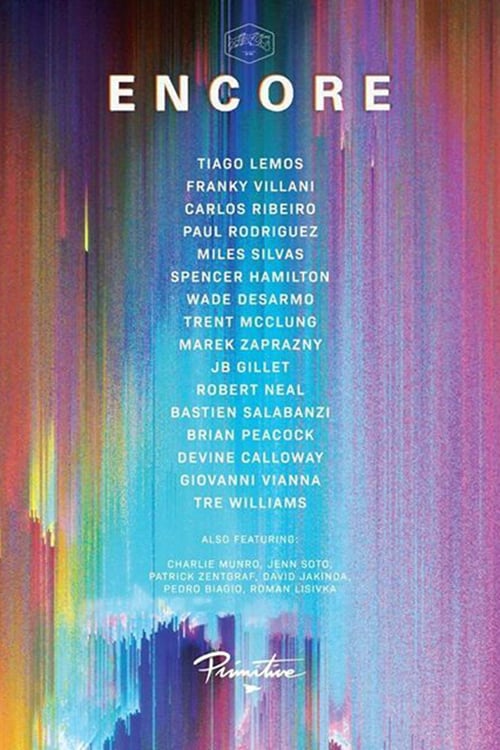 ENCORE
TIAGO LEMOS
FRANKY VILLANI
CARLOS RIBEIRO
PAUL RODRIGUEZ
MILES SILVAS
SPENCER HAMILTON
WADE DESARMO
TRENT MCCLUNG
MAREK ZAPRAZNY
JB GILLET
ROBERT NEAL
BASTIEN SALABANZI
BRIAN PEACOCK
DEVINE CALLOWAY
GIOVANNI VIANNA
TRE WILLIAMS
ALSO FEATURING:
CHARLIE MUNRO, JENN SOTO,
PATRICK ZENTGRAF, DAVID JAKINDA,
PEDRO BIAGIO, ROMAN LISIVKA
Primitive